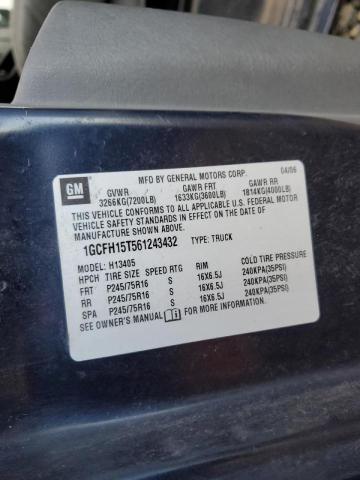 MFD BY GENERAL MOTORS CORP. 04/06
GM GVWR GAWR FRT GAWR RR
3266KG(7200LB) 1633KG(3600LB) 1814KG(4000LB)
THIS VEHICLE CONFORMS TO ALL APPLICABLE U.S. FEDERAL MOTOR
VEHICLE SAFETY STANDARDS IN EFFECT ON THE DATE OF
MANUFACTURE SHOWN ABOVE.
1GCFH15T561243432 TYPE: TRUCK
MODEL: H13405
HPCH TIRE SIZE SPEED RTG RIM COLD TIRE PRESSURE
FRT P245/75R16 S 16X6.5J 240KPA(35PSI)
RR P245/75R16 S 16X6.5J 240KPA(35PSI)
SPA P245/75R16 S 16X6.5J 240KPA(35PSI)
SEE OWNER'S MANUAL FOR MORE INFORMATION.